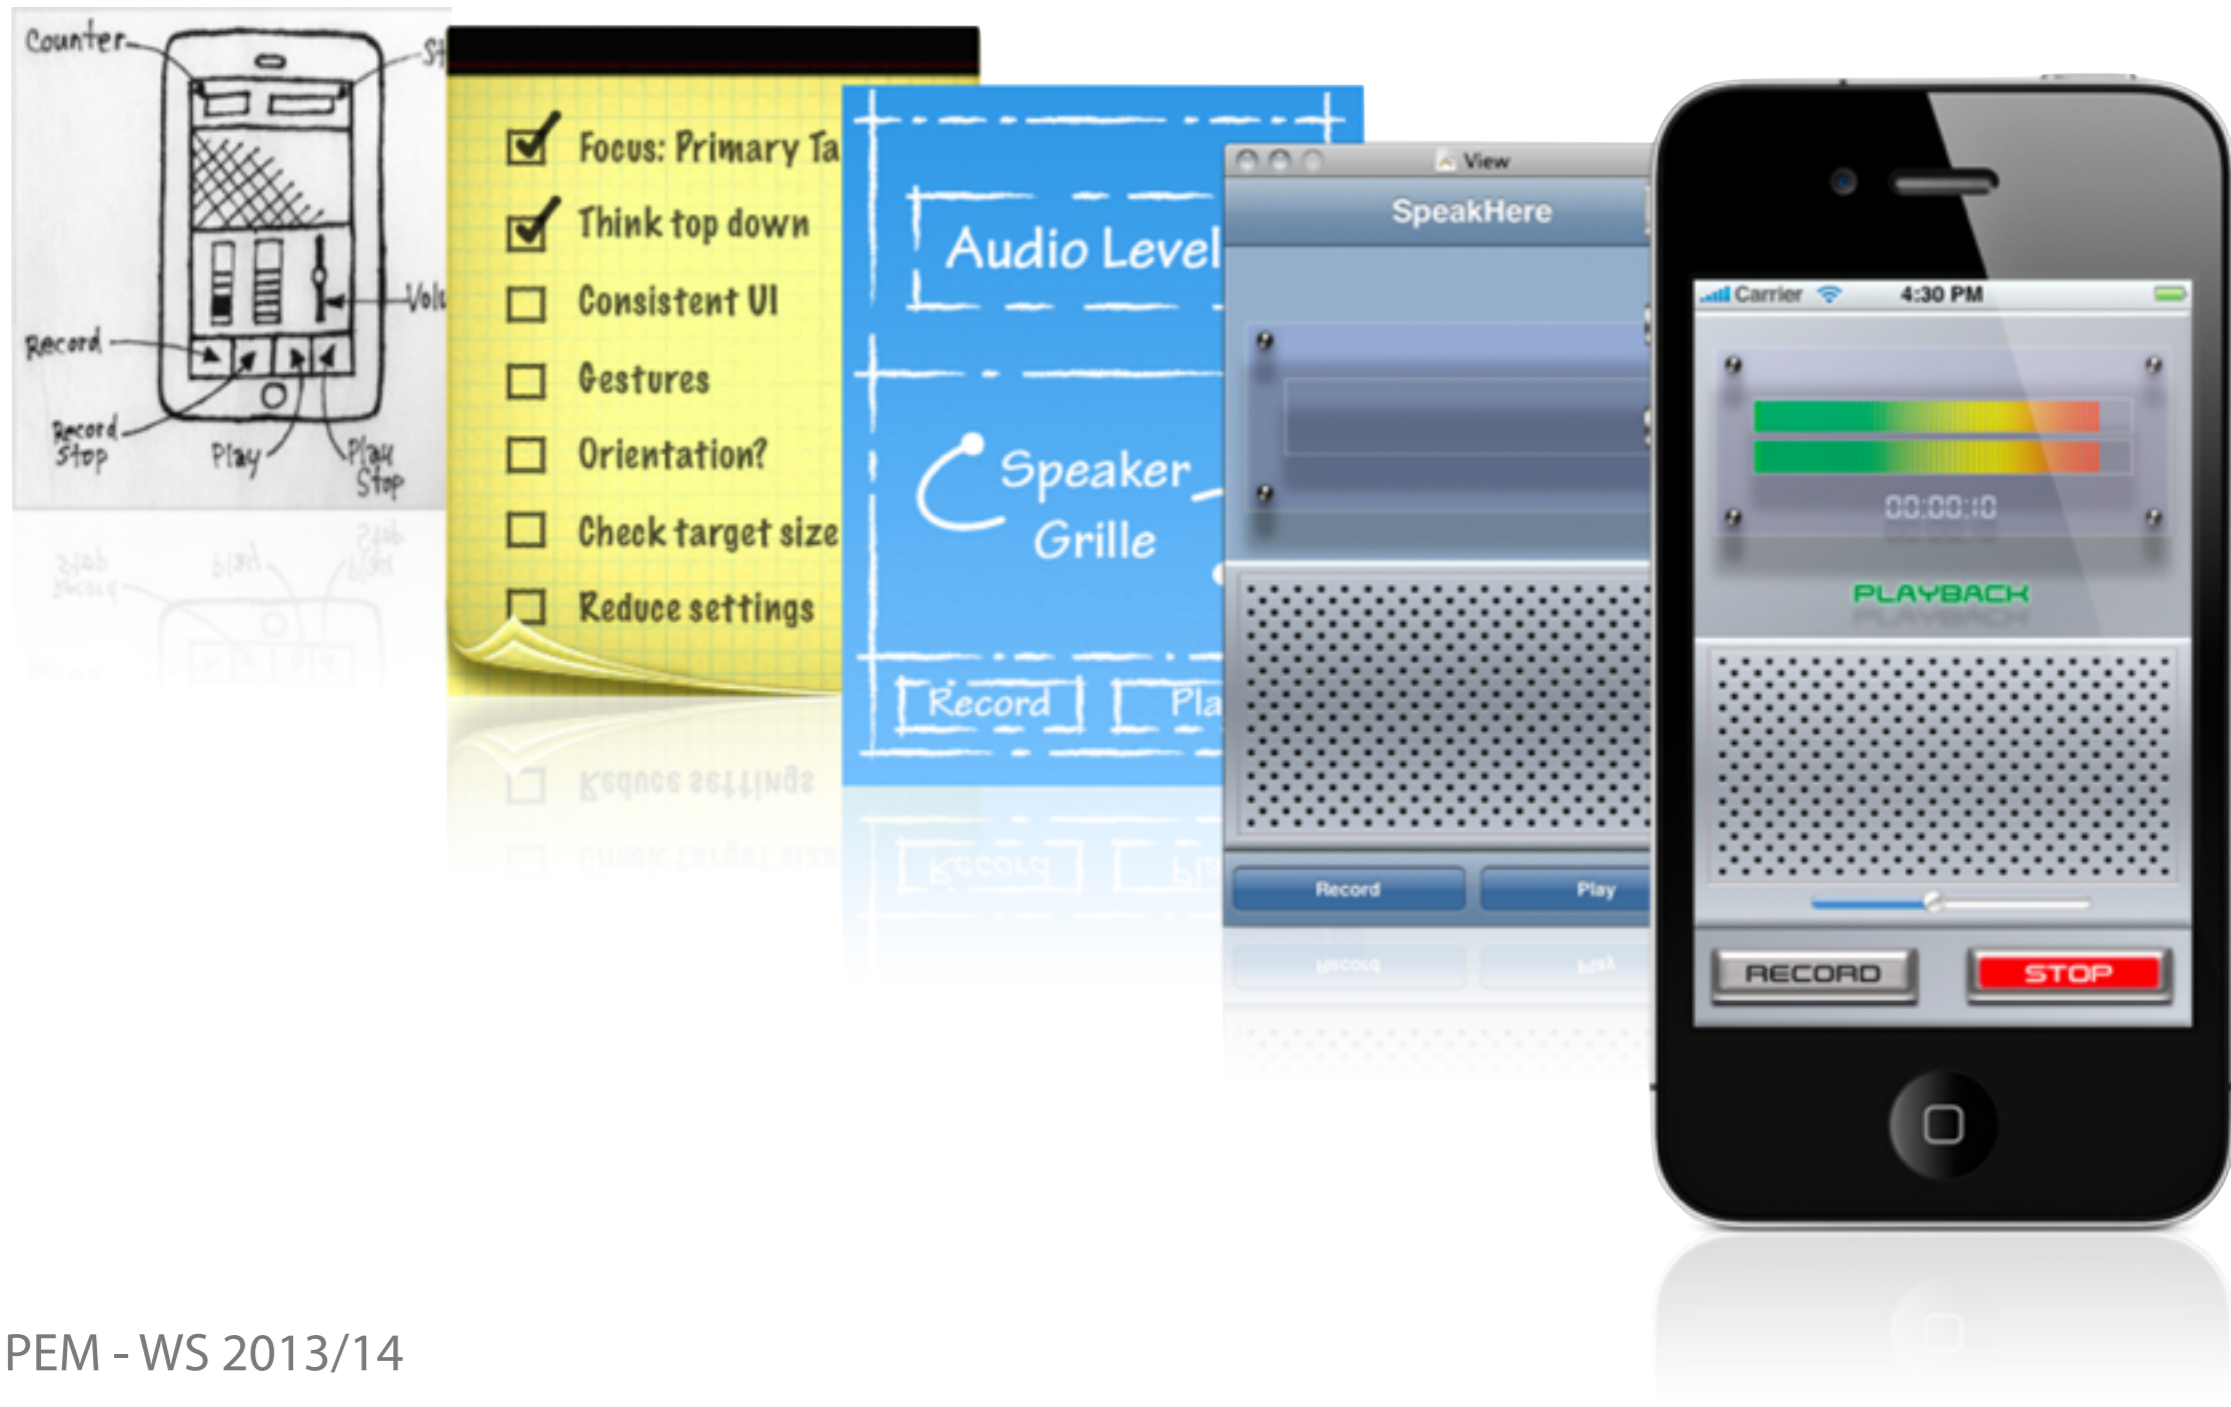 Counter
Record
Record
Stop
Play
Play
Stop
Focus: Primary
Think top down
Consistent UI
Gestures
Orientation?
Check target size
Reduce settings
Audio Level
Speaker
Grille
Record
View
SpeakHere
Record
Play
Carrier
4:30 PM
00:00:10
PLAYBACK
RECORD
STOP
PEM - WS 2013/14